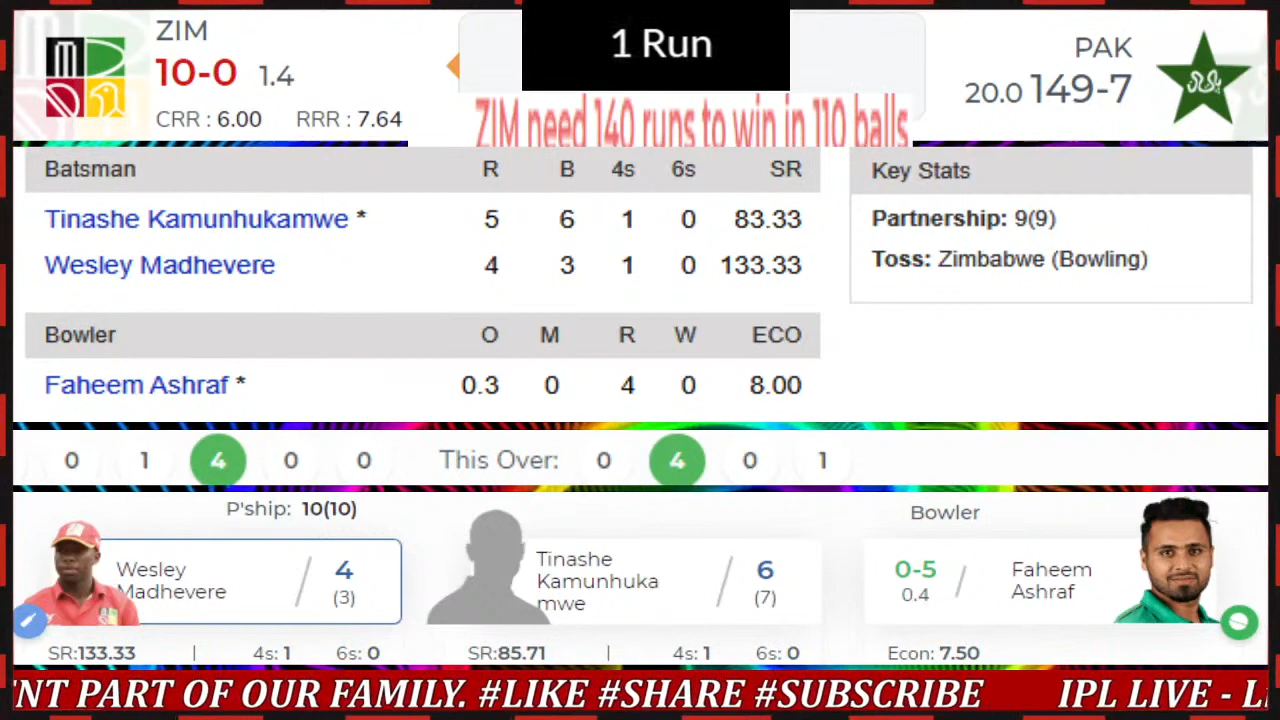 ZIM
10-0 1.4
CRR : 6.00 RRR : 7.64
1 Run
ZIM need 140 runs to win in 110 balls
PAK
20.0 149-7
Batsman R B 4s 6s SR
Tinashe Kamunhukamwe * 5 6 1 0 83.33
Wesley Madhevere 4 3 1 0 133.33
Key Stats
Partnership: 9(9)
Toss: Zimbabwe (Bowling)
Bowler O M R W ECO
Faheem Ashraf * 0.3 0 4 0 8.00
0 1 4 0 0 This Over: 0 4 0 1
P'ship: 10(10)
Wesley
Madhevere
4
(3)
SR:133.33 | 4s: 1 6s: 0
Tinashe
Kamunhuka
mwe
6
(7)
SR:85.71 | 4s: 1 6s: 0
Bowler
0-5
0.4
Faheem
Ashraf
Econ: 7.50
NT PART OF OUR FAMILY. #LIKE #SHARE #SUBSCRIBE IPL LIVE - L